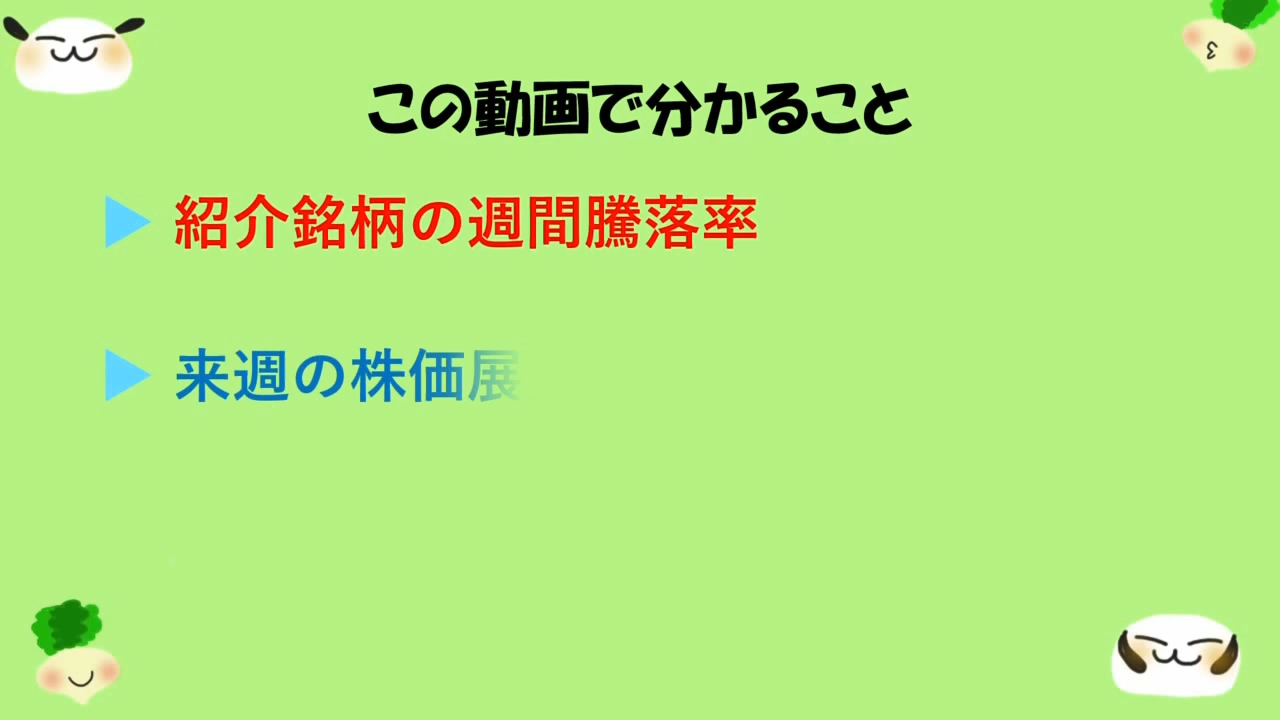 この動画で分かること
紹介銘柄の週間騰落率
来週の株価展